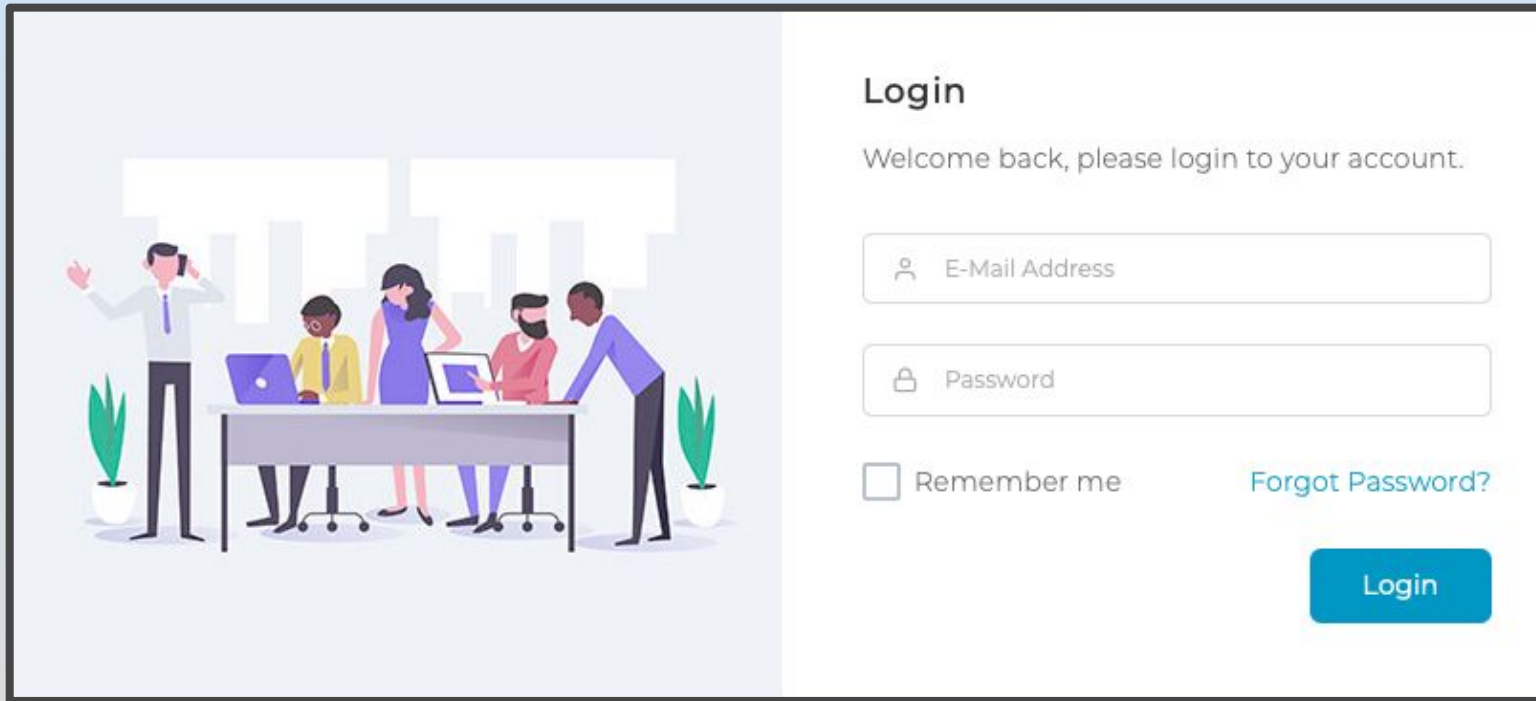 Login
Welcome back, please login to your account.
E-Mail Address
Password
Remember me
Forgot Password?
Login